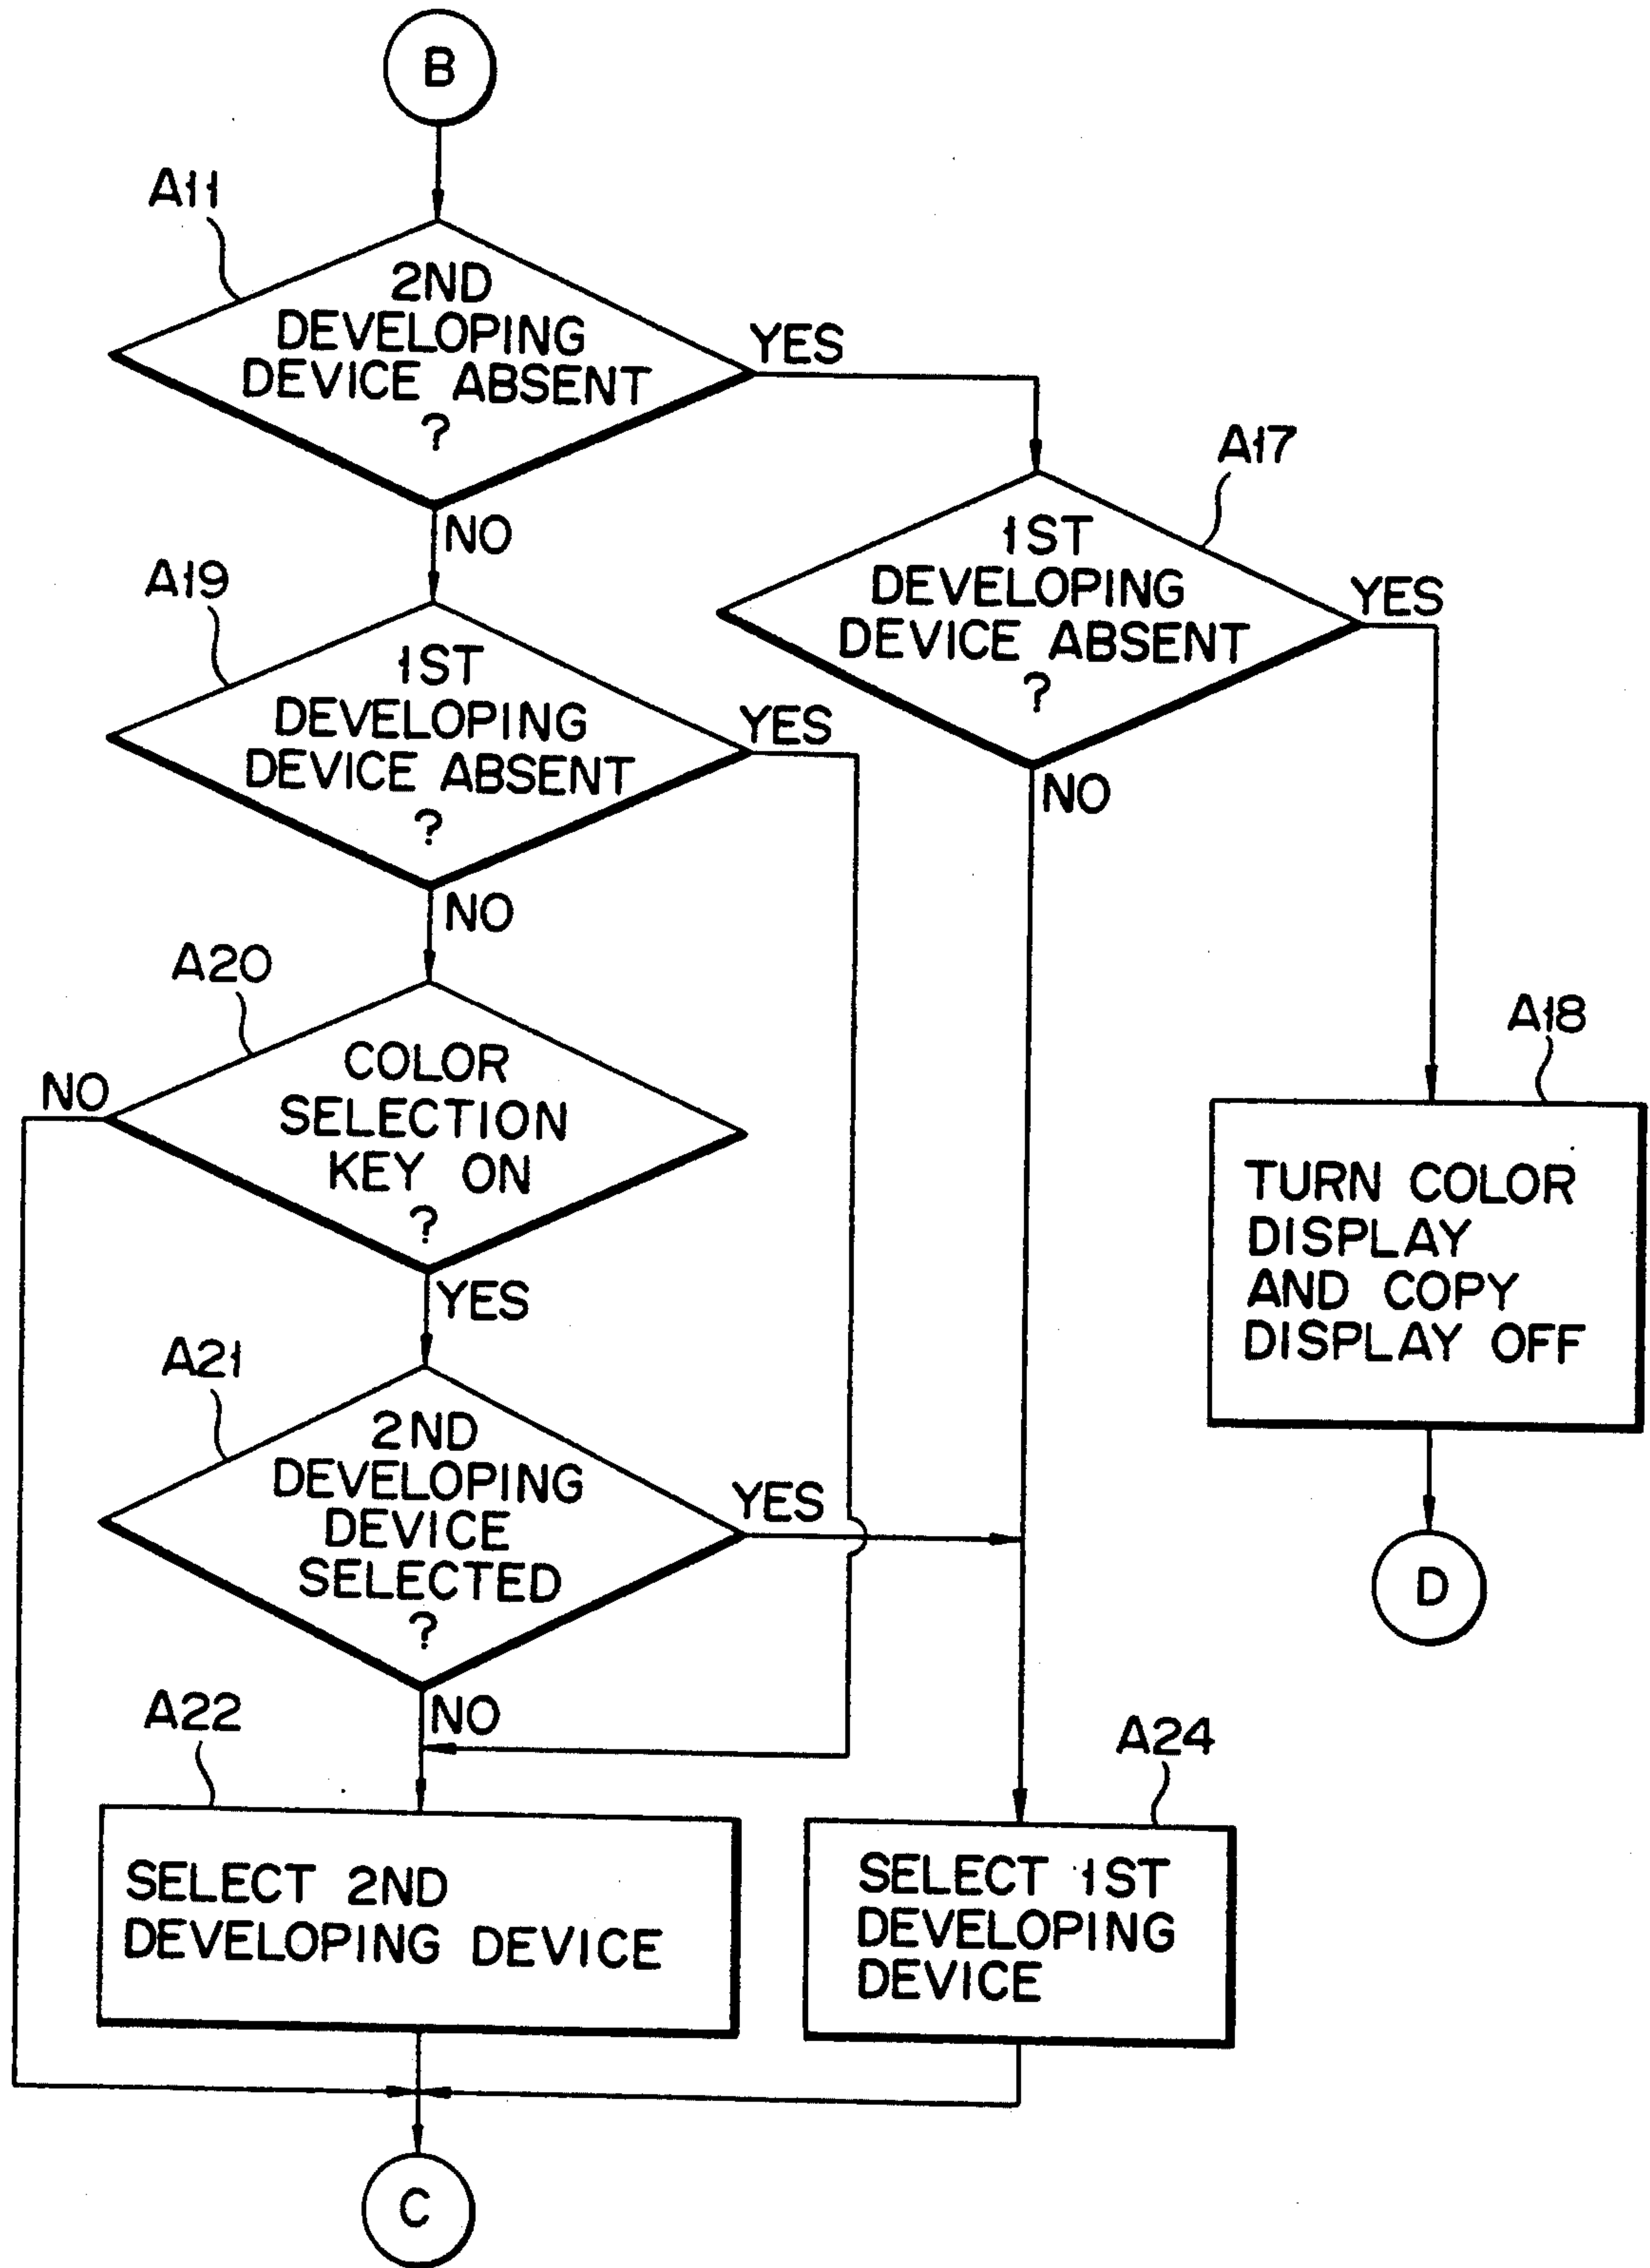 B
A11
2ND
DEVELOPING
DEVICE ABSENT
?
YES
NO
A17
1ST
DEVELOPING
DEVICE ABSENT
?
YES
NO
A19
1ST
DEVELOPING
DEVICE ABSENT
?
YES
NO
A20
COLOR
SELECTION
KEY ON
?
NO
YES
A18
TURN COLOR
DISPLAY
AND COPY
DISPLAY OFF
D
A21
2ND
DEVELOPING
DEVICE
SELECTED
?
YES
NO
A22
SELECT 2ND
DEVELOPING DEVICE
A24
SELECT 1ST
DEVELOPING
DEVICE
C